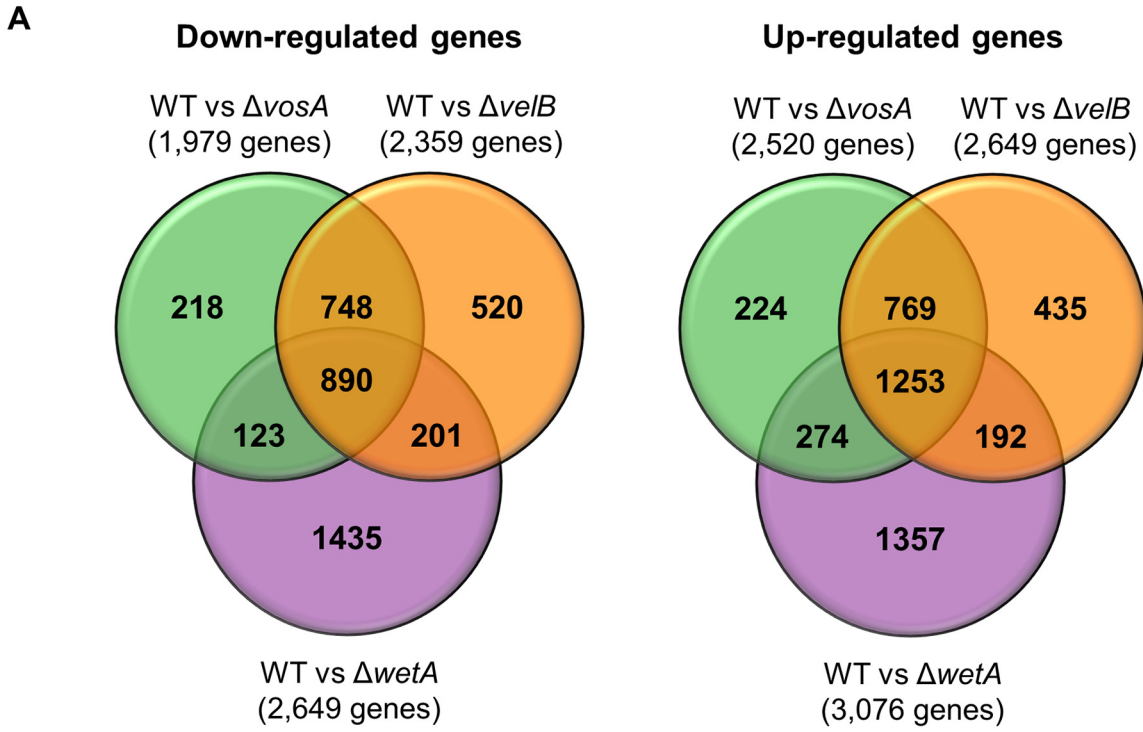 A
Down-regulated genes
WT vs ΔvosA
(1,979 genes)
WT vs ΔvelB
(2,359 genes)
218
748
520
890
123
201
1435
WT vs ΔwetA
(2,649 genes)
Up-regulated genes
WT vs ΔvosA
(2,520 genes)
WT vs ΔvelB
(2,649 genes)
224
769
435
1253
274
192
1357
WT vs ΔwetA
(3,076 genes)